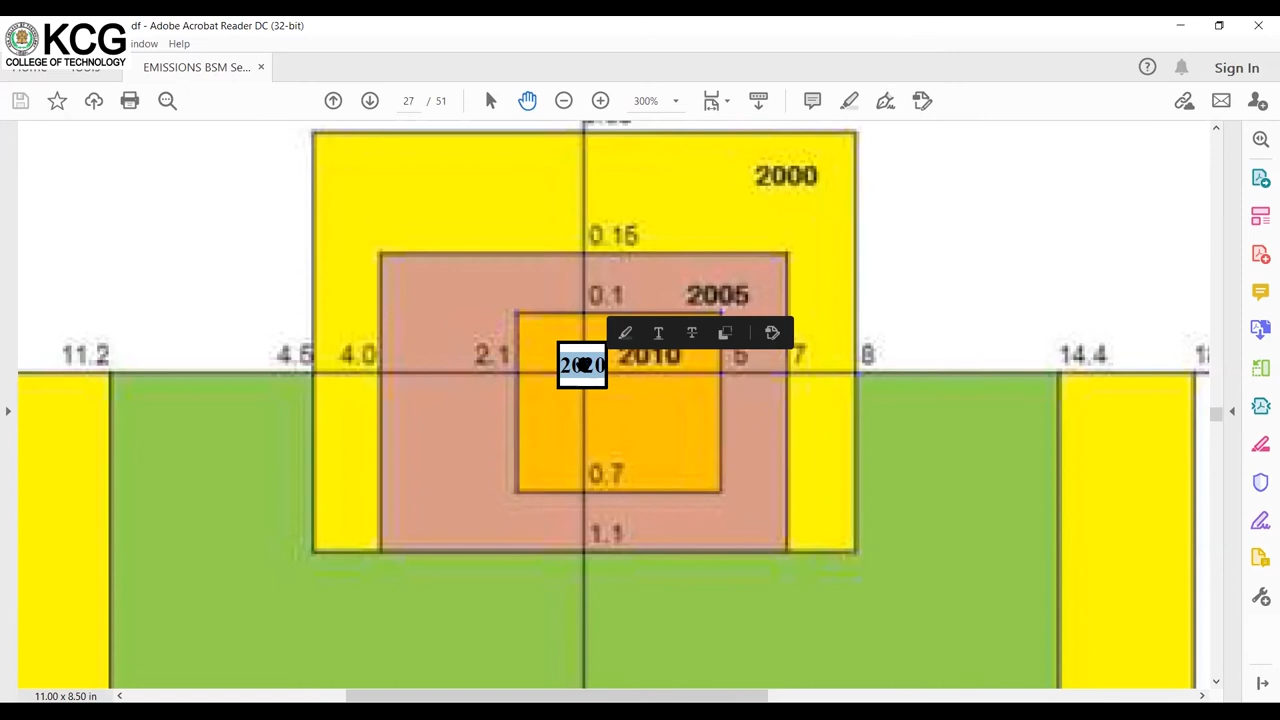 KCG
COLLEGE OF TECHNOLOGY
df - Adobe Acrobat Reader DC (32-bit)
indow Help
EMISSIONS BSM Se... ×
Sign In
27 / 51
300%
2000
0.15
0.1 2005
11.2 4.5 4.0 2.1 2010 5 7 8 14.4
2020
0.7
1.1
11.00 x 8.50 in